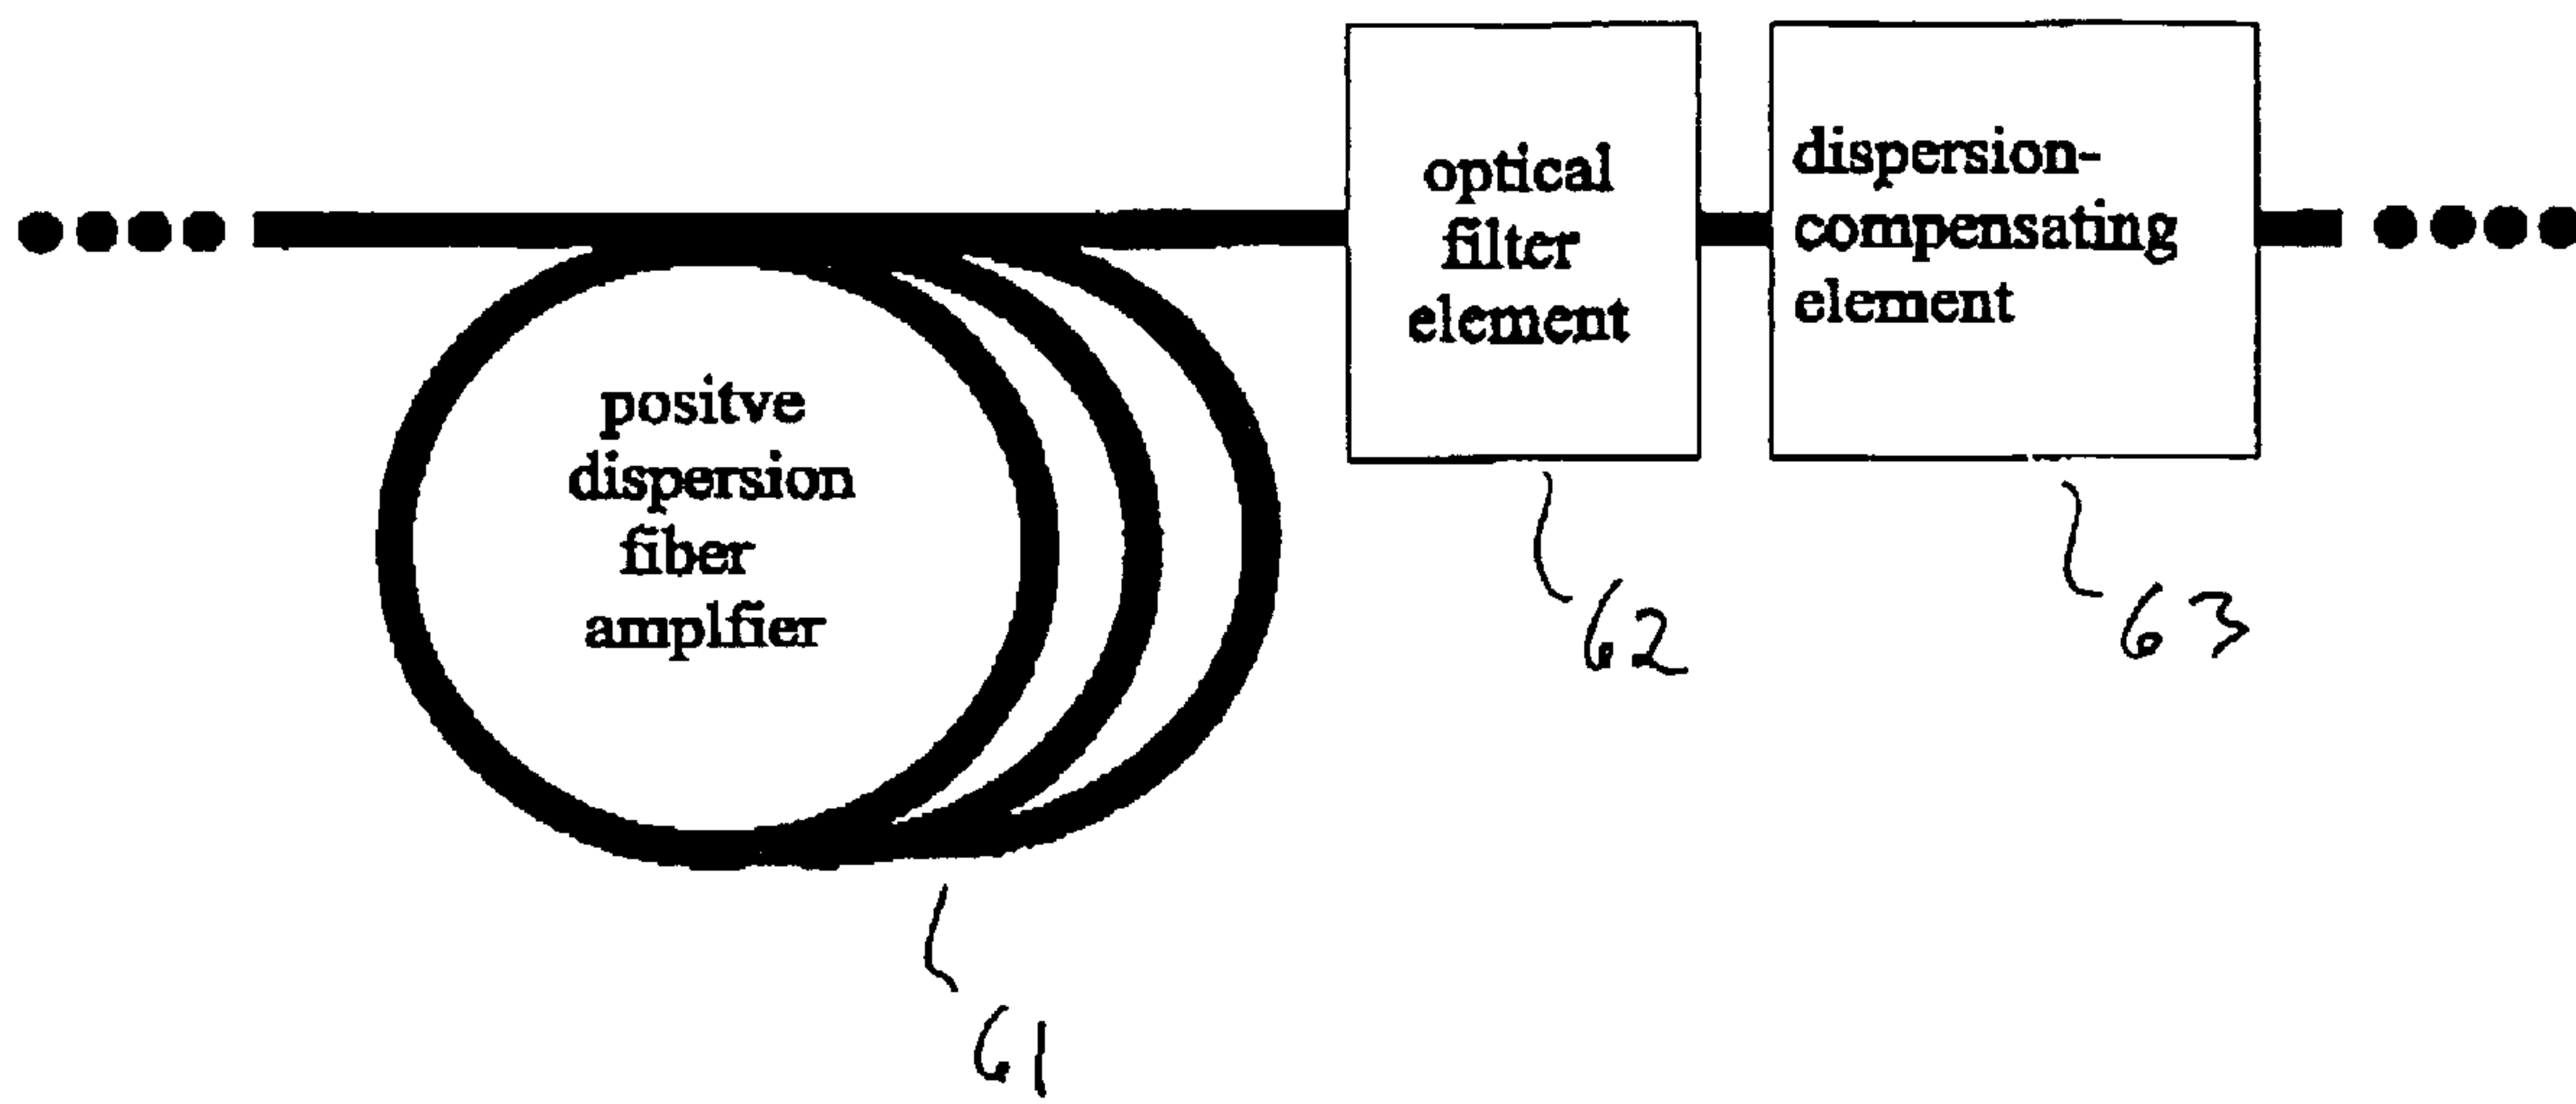 optical
filter
element
dispersion-
compensating
element
positve
dispersion
fiber
amplfier
62
63
61